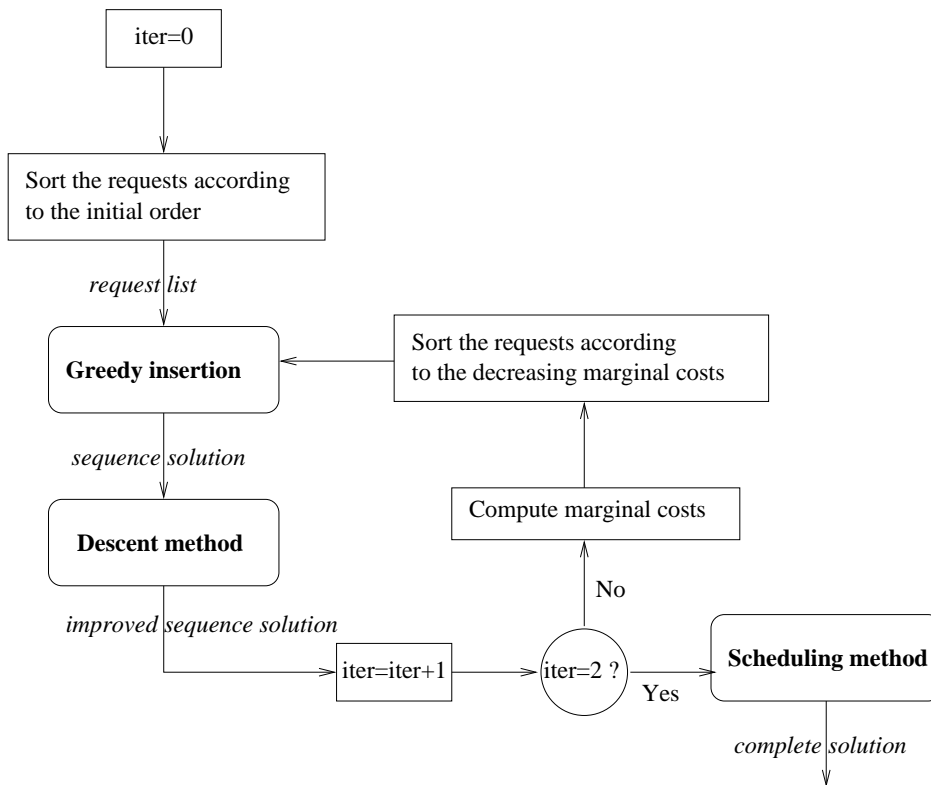 iter=0
Sort the requests according
to the initial order
request list
Greedy insertion
Sort the requests according
to the decreasing marginal costs
sequence solution
Compute marginal costs
Descent method
No
improved sequence solution
iter=iter+1
iter=2 ?
Yes
Scheduling method
complete solution